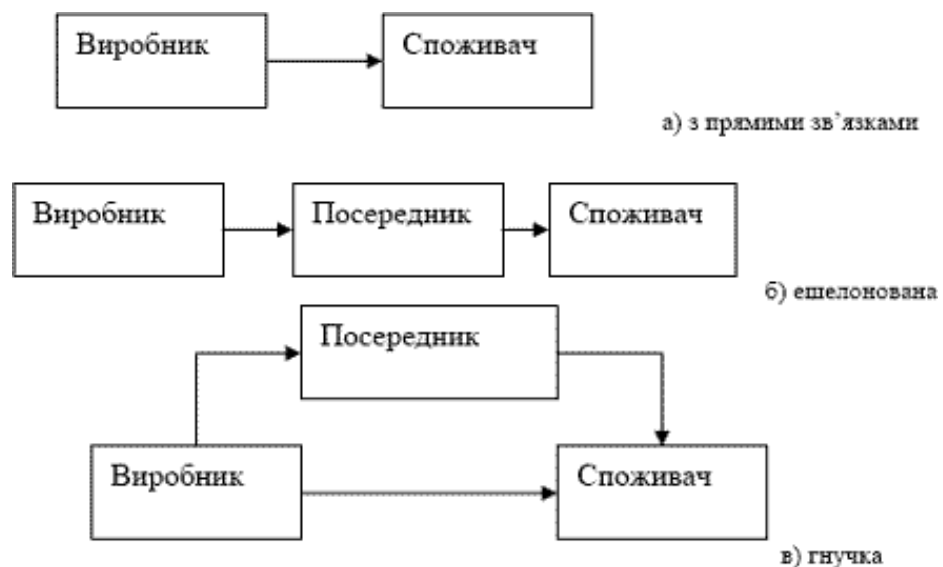 Виробник Споживач
а) з прямими зв’язками
Виробник Посередник Споживач
б) ешелонована
Посередник
Виробник Споживач
в) гнучка